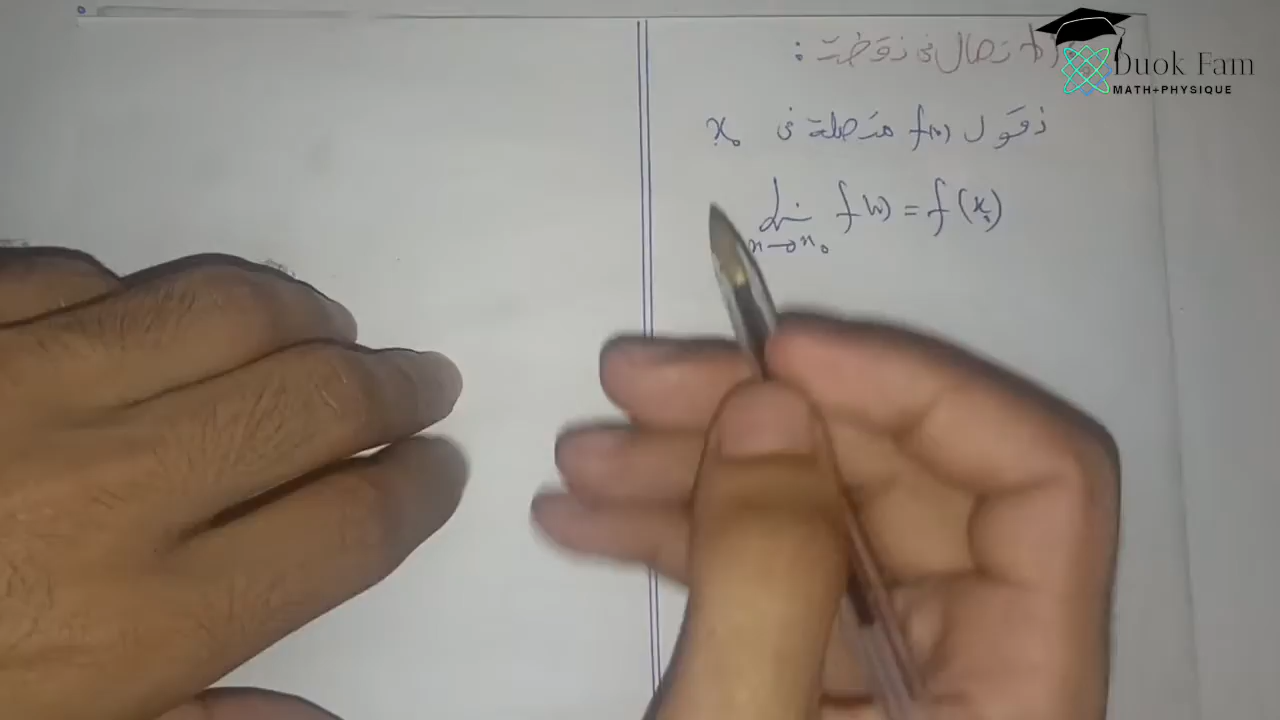 Duok Fam
MATH+PHYSIQUE
الاتصال في نقطة :
نقول f(x) متصلة في x₀
lim f(x) = f(x₀)
x→x₀